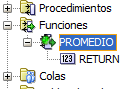 Procedimientos
Funciones
PROMEDIO
123 RETURN
Colas